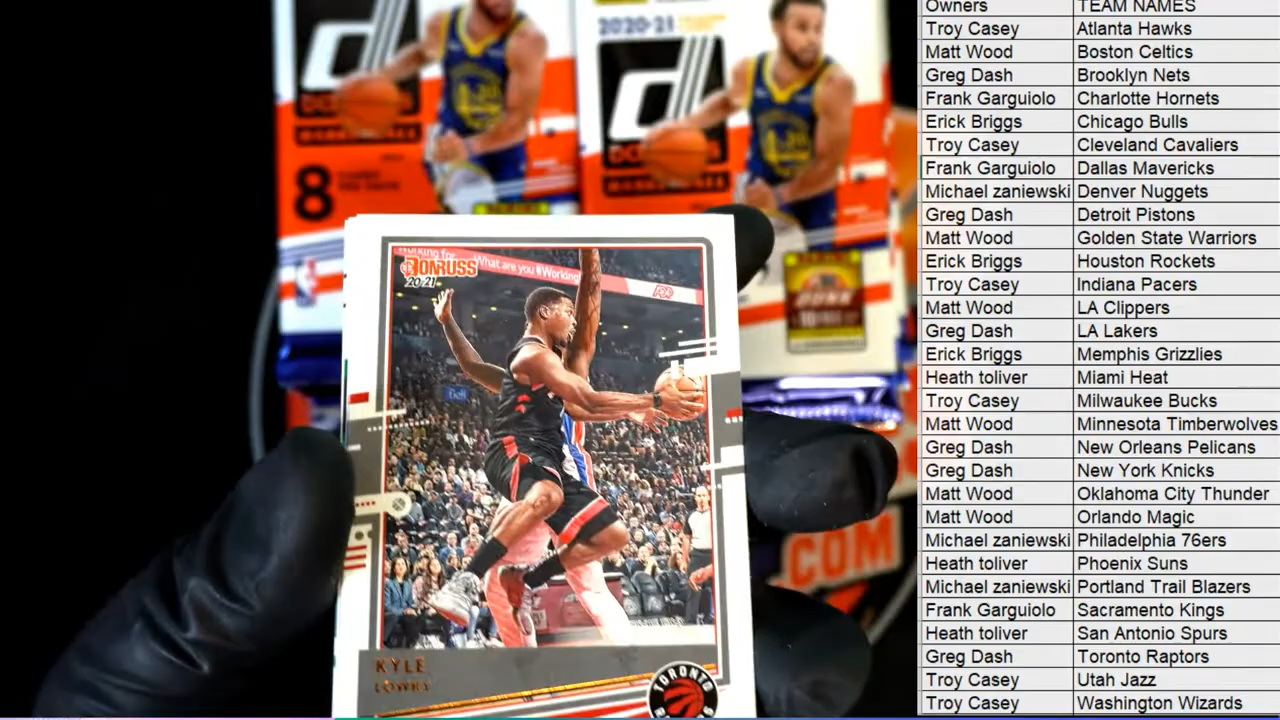 2020-21
8
Working for
What are you #Working
ADP
DONRUSS
20-21
Dell
KYLE
LOWRY
TORONTO
COM
Owners TEAM NAMES
Troy Casey Atlanta Hawks
Matt Wood Boston Celtics
Greg Dash Brooklyn Nets
Frank Garguiolo Charlotte Hornets
Erick Briggs Chicago Bulls
Troy Casey Cleveland Cavaliers
Frank Garguiolo Dallas Mavericks
Michael zaniewski Denver Nuggets
Greg Dash Detroit Pistons
Matt Wood Golden State Warriors
Erick Briggs Houston Rockets
Troy Casey Indiana Pacers
Matt Wood LA Clippers
Greg Dash LA Lakers
Erick Briggs Memphis Grizzlies
Heath toliver Miami Heat
Troy Casey Milwaukee Bucks
Matt Wood Minnesota Timberwolves
Greg Dash New Orleans Pelicans
Greg Dash New York Knicks
Matt Wood Oklahoma City Thunder
Matt Wood Orlando Magic
Michael zaniewski Philadelphia 76ers
Heath toliver Phoenix Suns
Michael zaniewski Portland Trail Blazers
Frank Garguiolo Sacramento Kings
Heath toliver San Antonio Spurs
Greg Dash Toronto Raptors
Troy Casey Utah Jazz
Troy Casey Washington Wizards